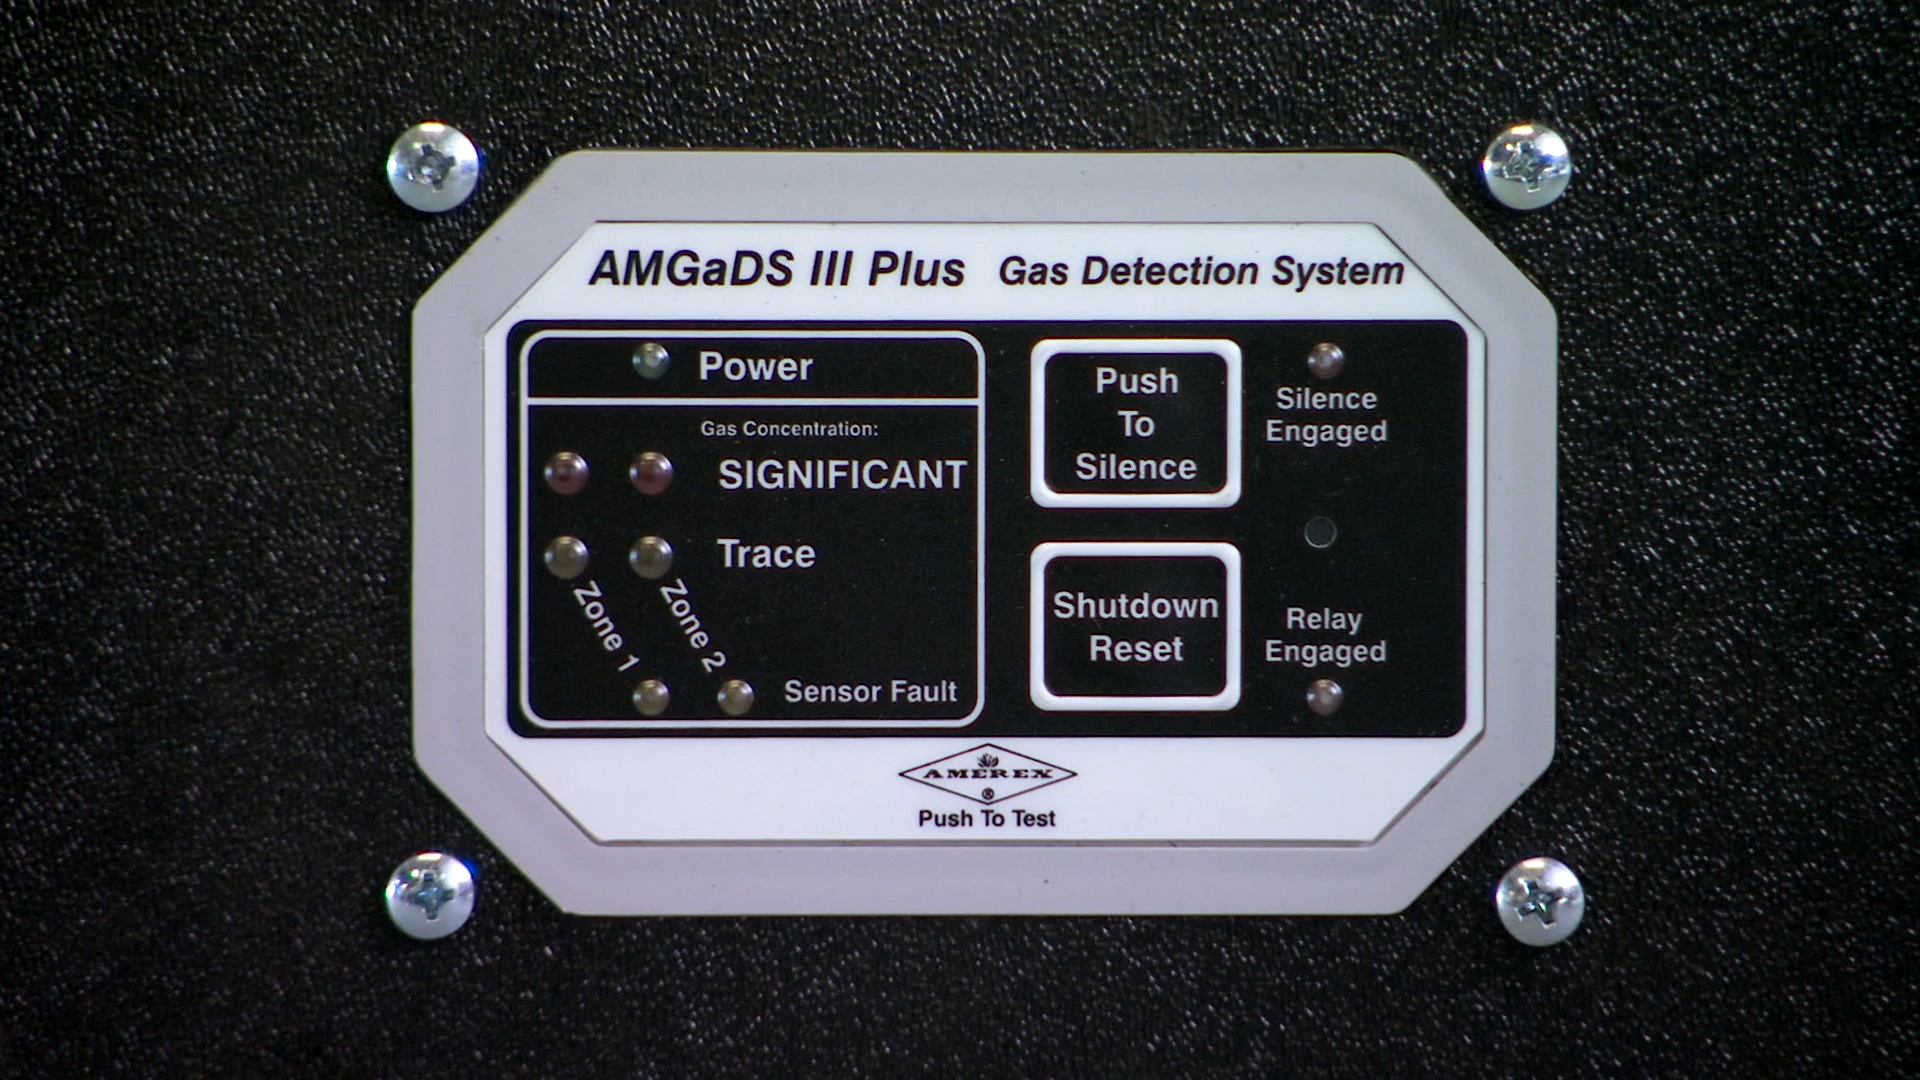 AMGaDS III Plus Gas Detection System
Power
Gas Concentration:
SIGNIFICANT
Trace
Zone 1
Zone 2
Sensor Fault
Push
To
Silence
Silence
Engaged
Shutdown
Reset
Relay
Engaged
AMEREX
®
Push To Test